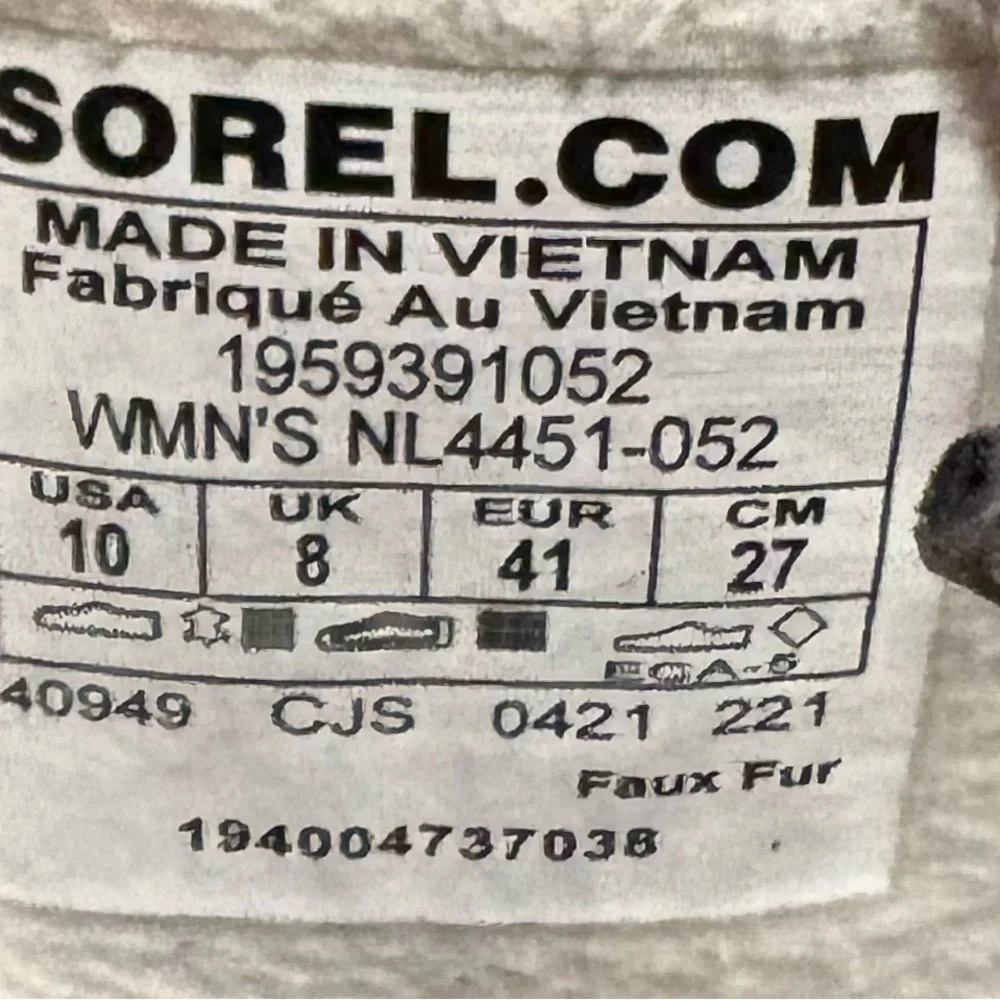 SOREL.COM
MADE IN VIETNAM
Fabriqué Au Vietnam
1959391052
WMN'S NL4451-052
USA UK EUR CM
10 8 41 27
40949 CJS 0421 221
Faux Fur
194004737036